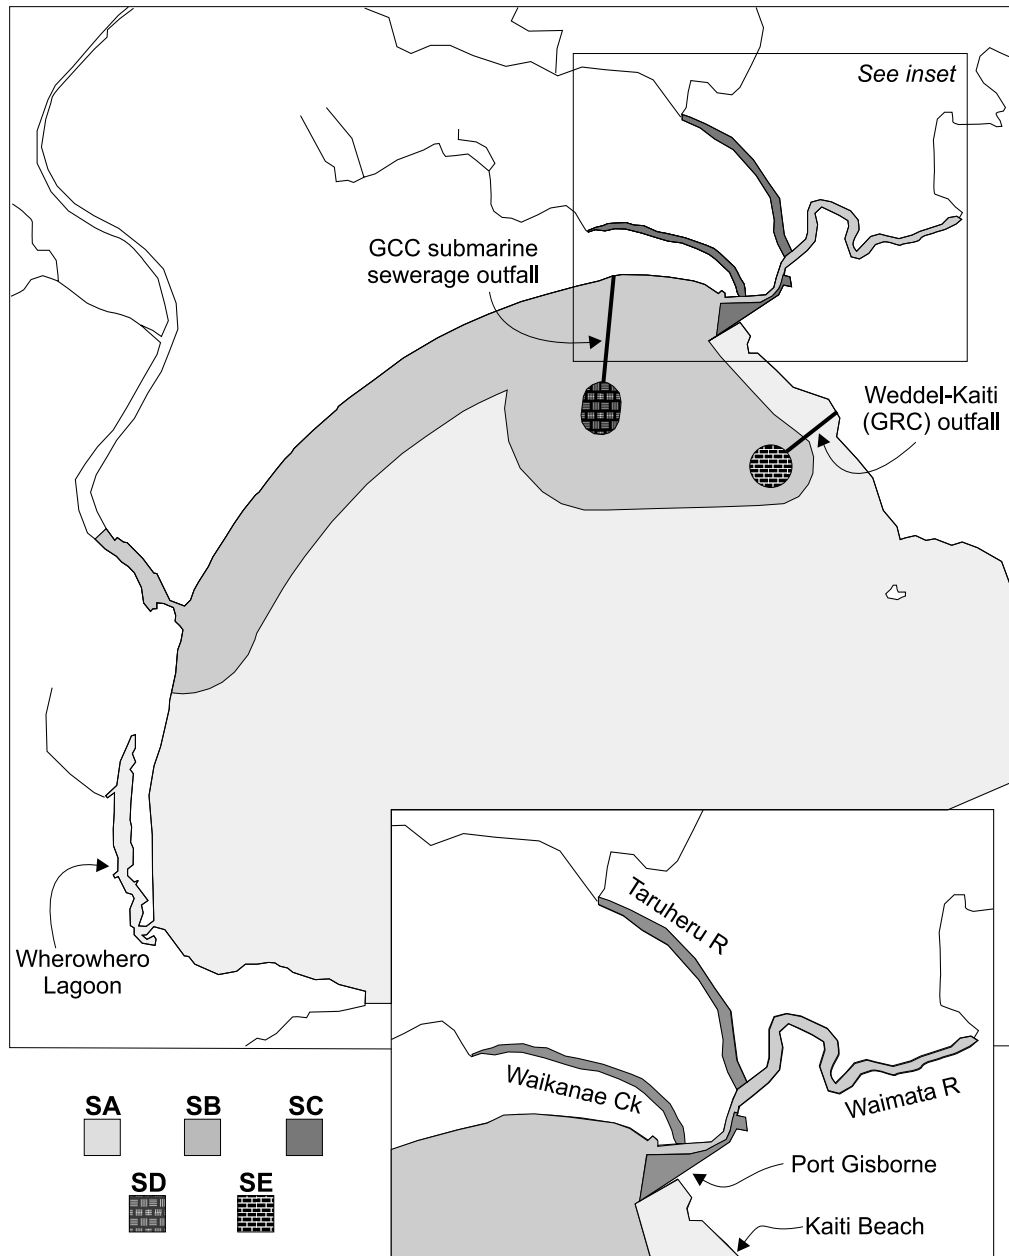 See inset
GCC submarine
sewerage outfall
Weddel-Kaiti
(GRC) outfall
Wherowhero
Lagoon
Taruheru R
Waikanae Ck
Waimata R
Port Gisborne
Kaiti Beach
SA SB SC
SD SE